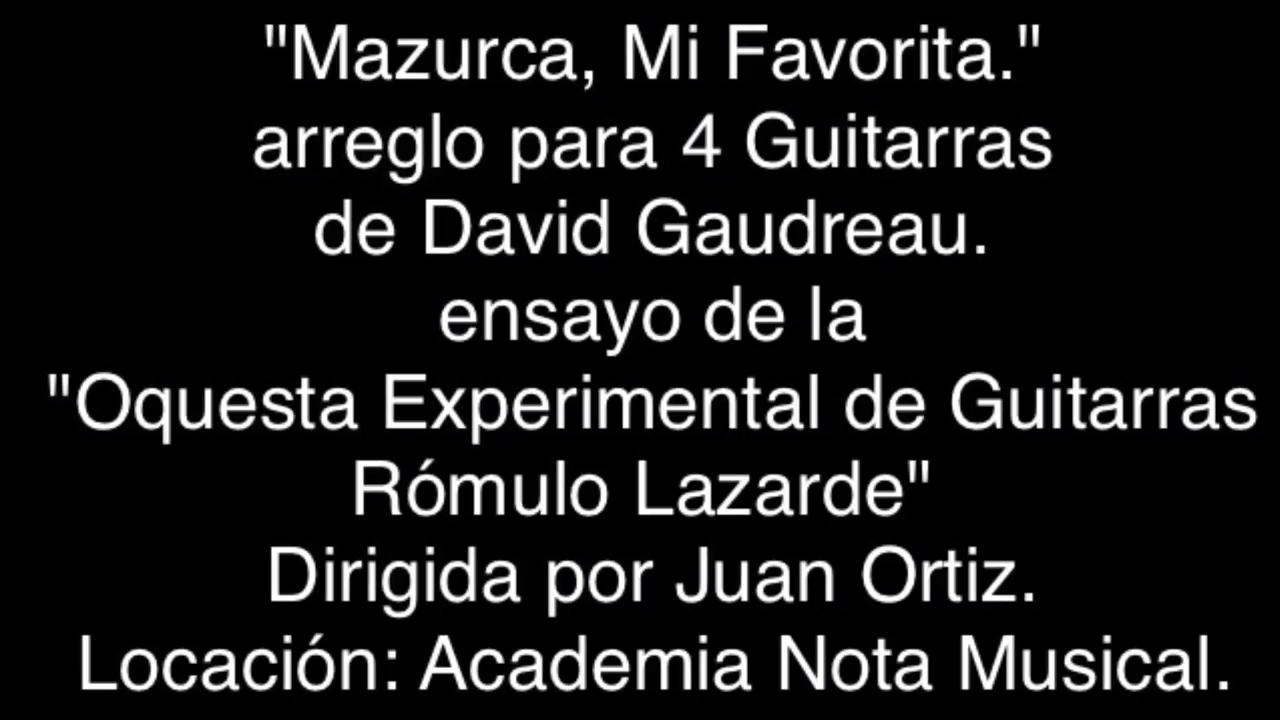 "Mazurca, Mi Favorita."
arreglo para 4 Guitarras
de David Gaudreau.
ensayo de la
"Oquesta Experimental de Guitarras
Rómulo Lazarde"
Dirigida por Juan Ortiz.
Locación: Academia Nota Musical.